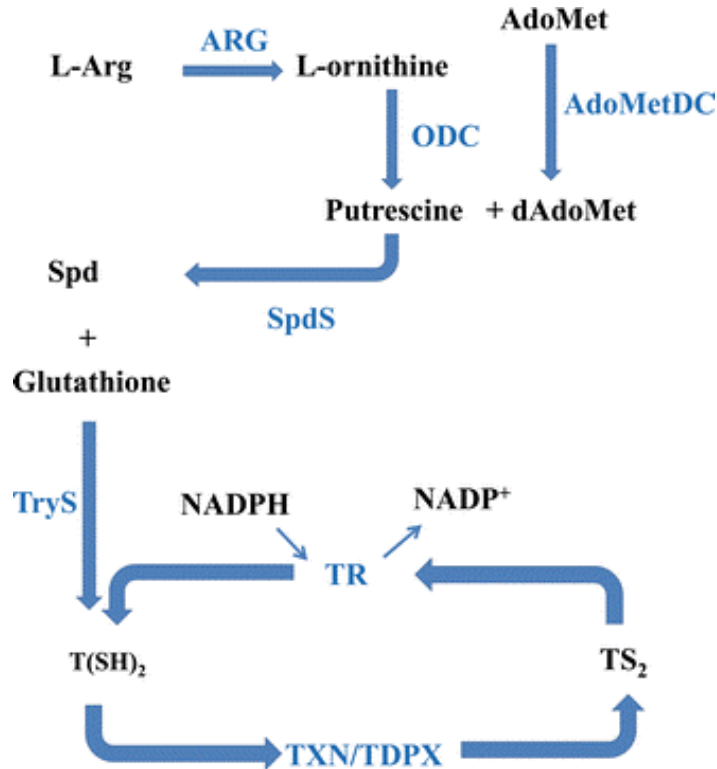 AdoMet
ARG
L-Arg L-ornithine
AdoMetDC
ODC
Putrescine + dAdoMet
Spd
SpdS
+
Glutathione
TryS
NADPH NADP⁺
TR
T(SH)₂ TS₂
TXN/TDPX